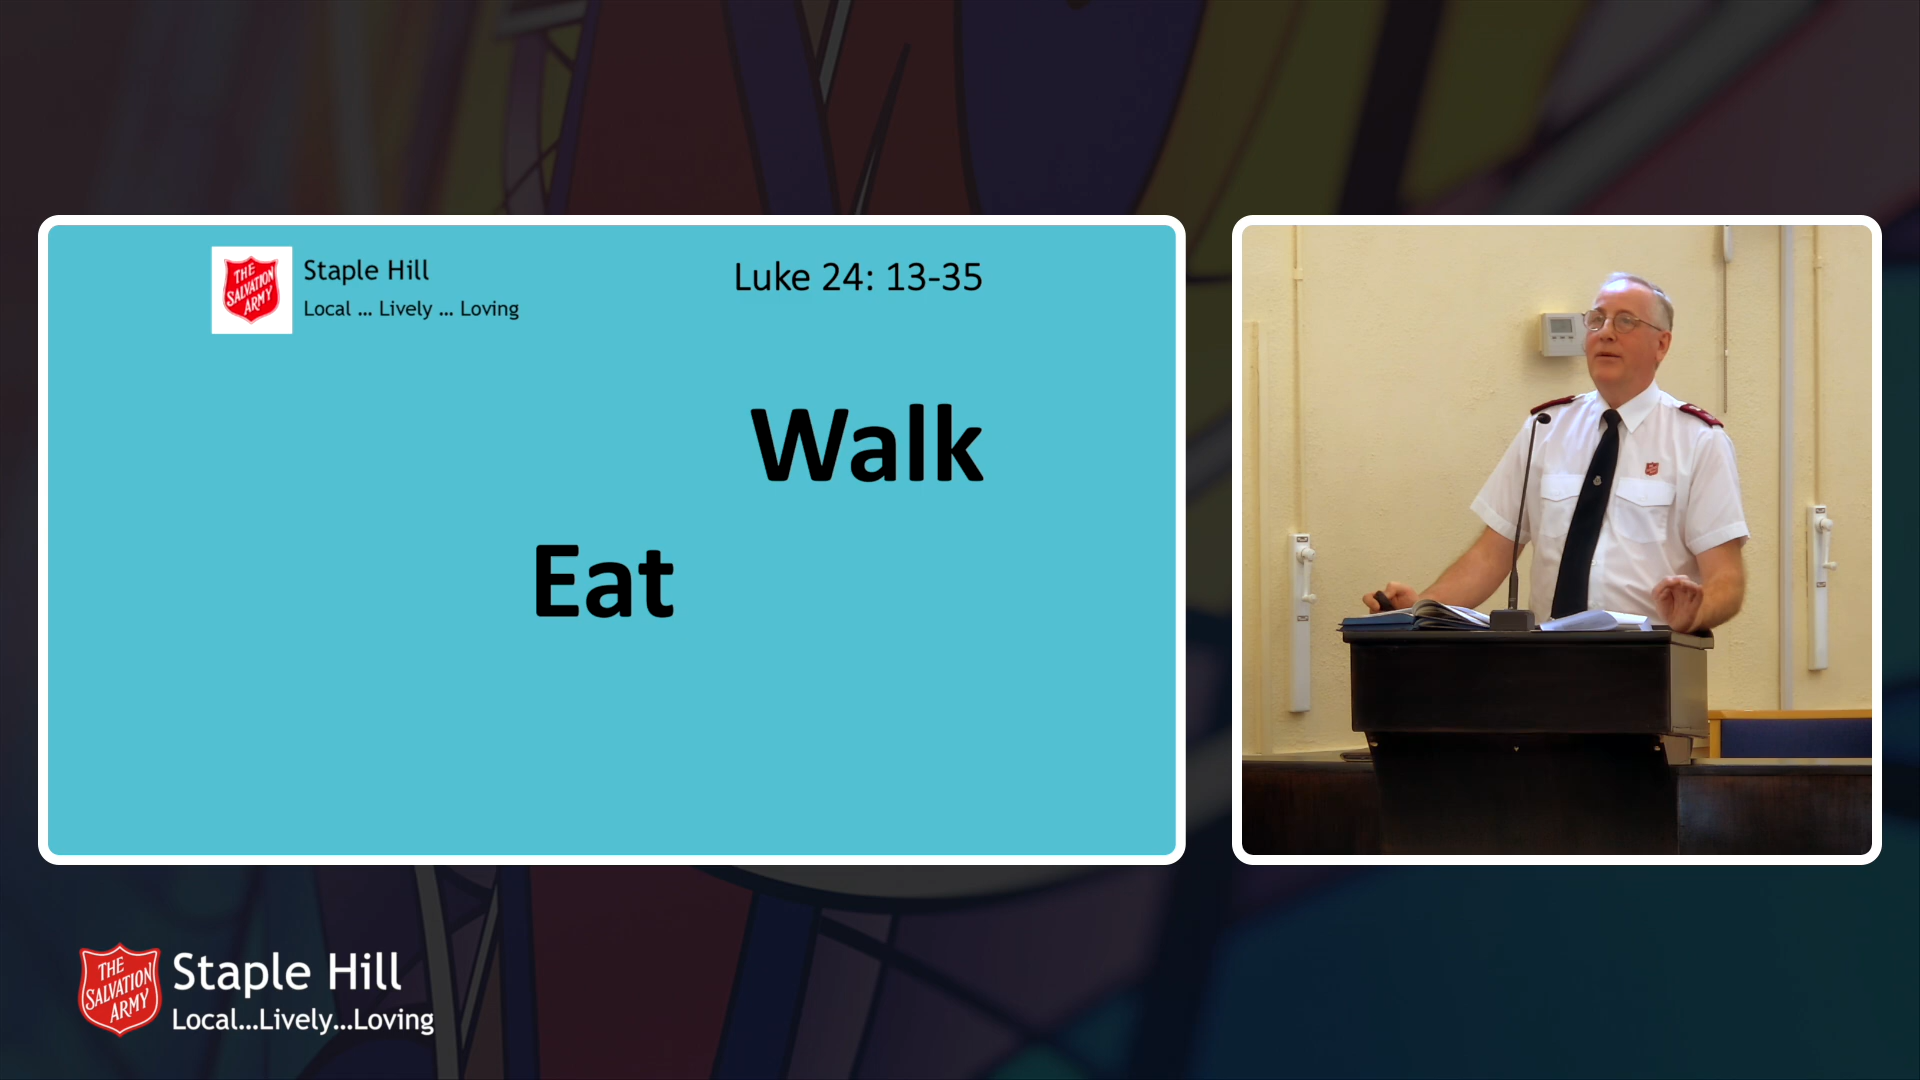 THE
SALVATION
ARMY
Staple Hill
Local ... Lively ... Loving
Luke 24: 13-35
Walk
Eat
THE
SALVATION
ARMY
Staple Hill
Local...Lively...Loving